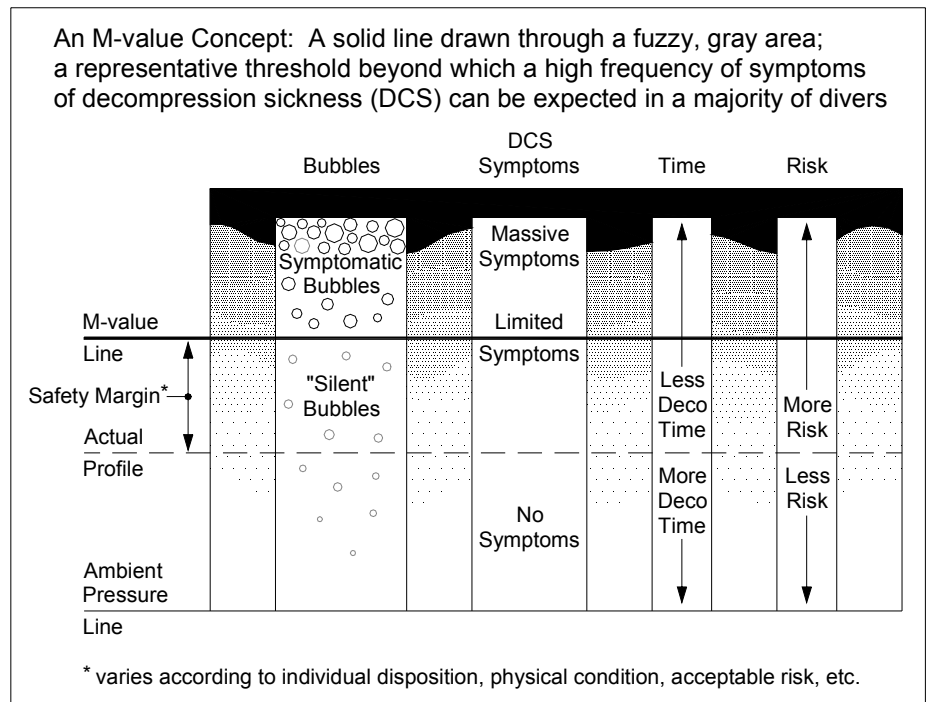 An M-value Concept: A solid line drawn through a fuzzy, gray area;
a representative threshold beyond which a high frequency of symptoms
of decompression sickness (DCS) can be expected in a majority of divers
Bubbles
DCS
Symptoms
Time
Risk
Symptomatic
Bubbles
Massive
Symptoms
M-value
Line
Limited
Symptoms
Safety Margin*
"Silent"
Bubbles
Less
Deco
Time
More
Risk
Actual
Profile
More
Deco
Time
Less
Risk
No
Symptoms
Ambient
Pressure
Line
* varies according to individual disposition, physical condition, acceptable risk, etc.